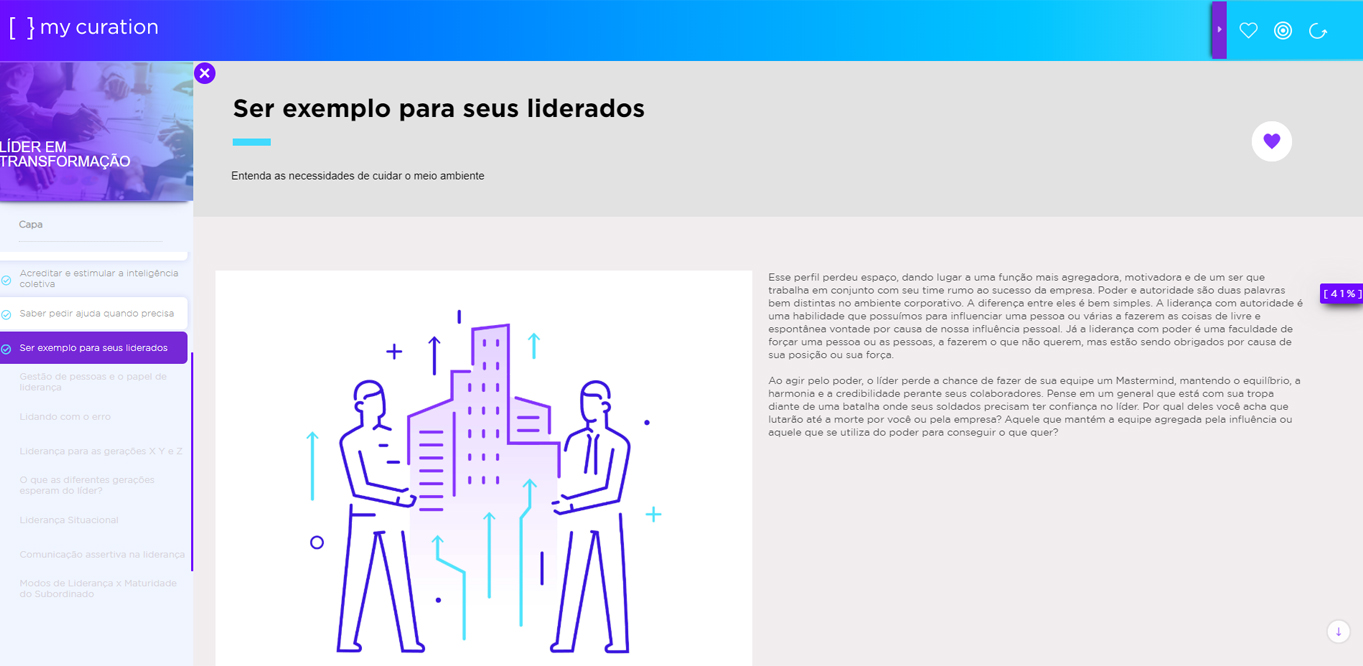 [ } my curation
LÍDER EM
TRANSFORMAÇÃO
Capa
Acreditar e estimular a inteligência
coletiva
Saber pedir ajuda quando precisa
Ser exemplo para seus liderados
Gestão de pessoas e o papel de
liderança
Lidando com o erro
Liderança para as gerações X Y e Z
O que as diferentes gerações
esperam do líder?
Liderança Situacional
Comunicação assertiva na liderança
Modos de Liderança x Maturidade
do Subordinado
Ser exemplo para seus liderados
Entenda as necessidades de cuidar o meio ambiente
Esse perfil perdeu espaço, dando lugar a uma função mais agregadora, motivadora e de um ser que
trabalha em conjunto com seu time rumo ao sucesso da empresa. Poder e autoridade são duas palavras
bem distintas no ambiente corporativo. A diferença entre eles é bem simples. A liderança com autoridade é
uma habilidade que possuímos para influenciar uma pessoa ou várias a fazerem as coisas de livre e
espontânea vontade por causa de nossa influência pessoal. Já a liderança com poder é uma faculdade de
forçar uma pessoa ou as pessoas, a fazerem o que não querem, mas estão sendo obrigados por causa de
sua posição ou sua força.
Ao agir pelo poder, o líder perde a chance de fazer de sua equipe um Mastermind, mantendo o equilíbrio, a
harmonia e a credibilidade perante seus colaboradores. Pense em um general que está com sua tropa
diante de uma batalha onde seus soldados precisam ter confiança no líder. Por qual deles você acha que
lutarão até a morte por você ou pela empresa? Aquele que mantém a equipe agregada pela influência ou
aquele que se utiliza do poder para conseguir o que quer?
[ 41% ]